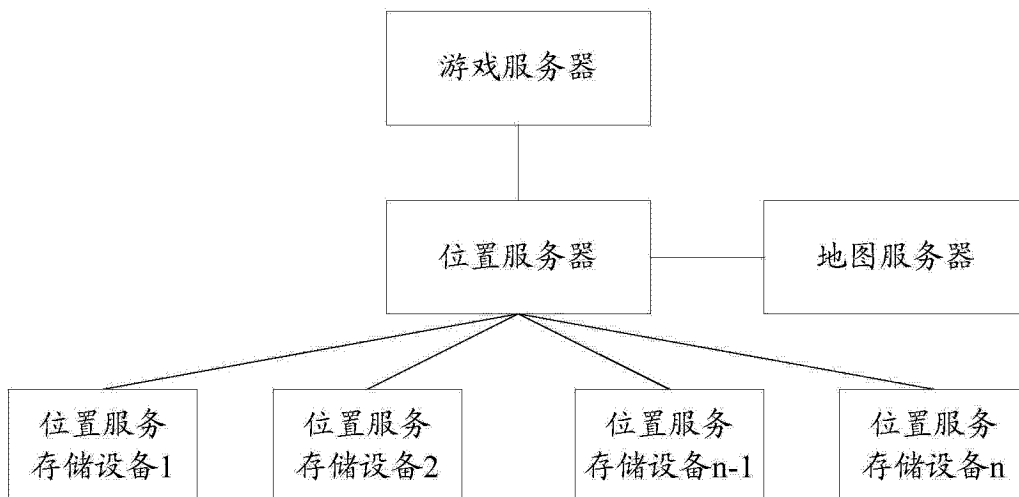 游戏服务器
位置服务器
地图服务器
位置服务
存储设备1
位置服务
存储设备2
位置服务
存储设备n-1
位置服务
存储设备n